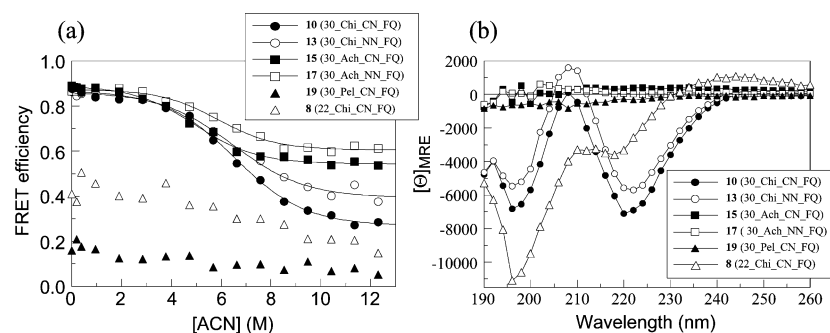 (a)
10 (30_Chi_CN_FQ)
13 (30_Chi_NN_FQ)
15 (30_Ach_CN_FQ)
17 (30_Ach_NN_FQ)
19 (30_Pel_CN_FQ)
8 (22_Chi_CN_FQ)
1.0
0.8
0.6
0.4
0.2
0.0
FRET efficiency
0 2 4 6 8 10 12
[ACN] (M)
(b)
2000
0
-2000
-4000
-6000
-8000
-10000
[Θ]MRE
10 (30_Chi_CN_FQ)
13 (30_Chi_NN_FQ)
15 (30_Ach_CN_FQ)
17 ( 30_Ach_NN_FQ)
19 (30_Pel_CN_FQ)
8 (22_Chi_CN_FQ)
190 200 210 220 230 240 250 260
Wavelength (nm)